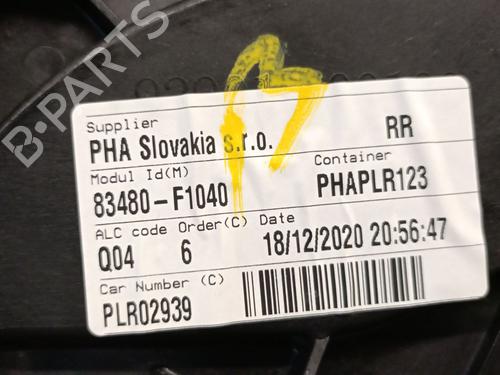 B-PARTS
Supplier
PHA Slovakia s.r.o.
RR
Modul Id(M)
83480-F1040
Container
PHAPLR123
ALC code Order(C) Date
Q04 6 18/12/2020 20:56:47
Car Number (C)
PLR02939